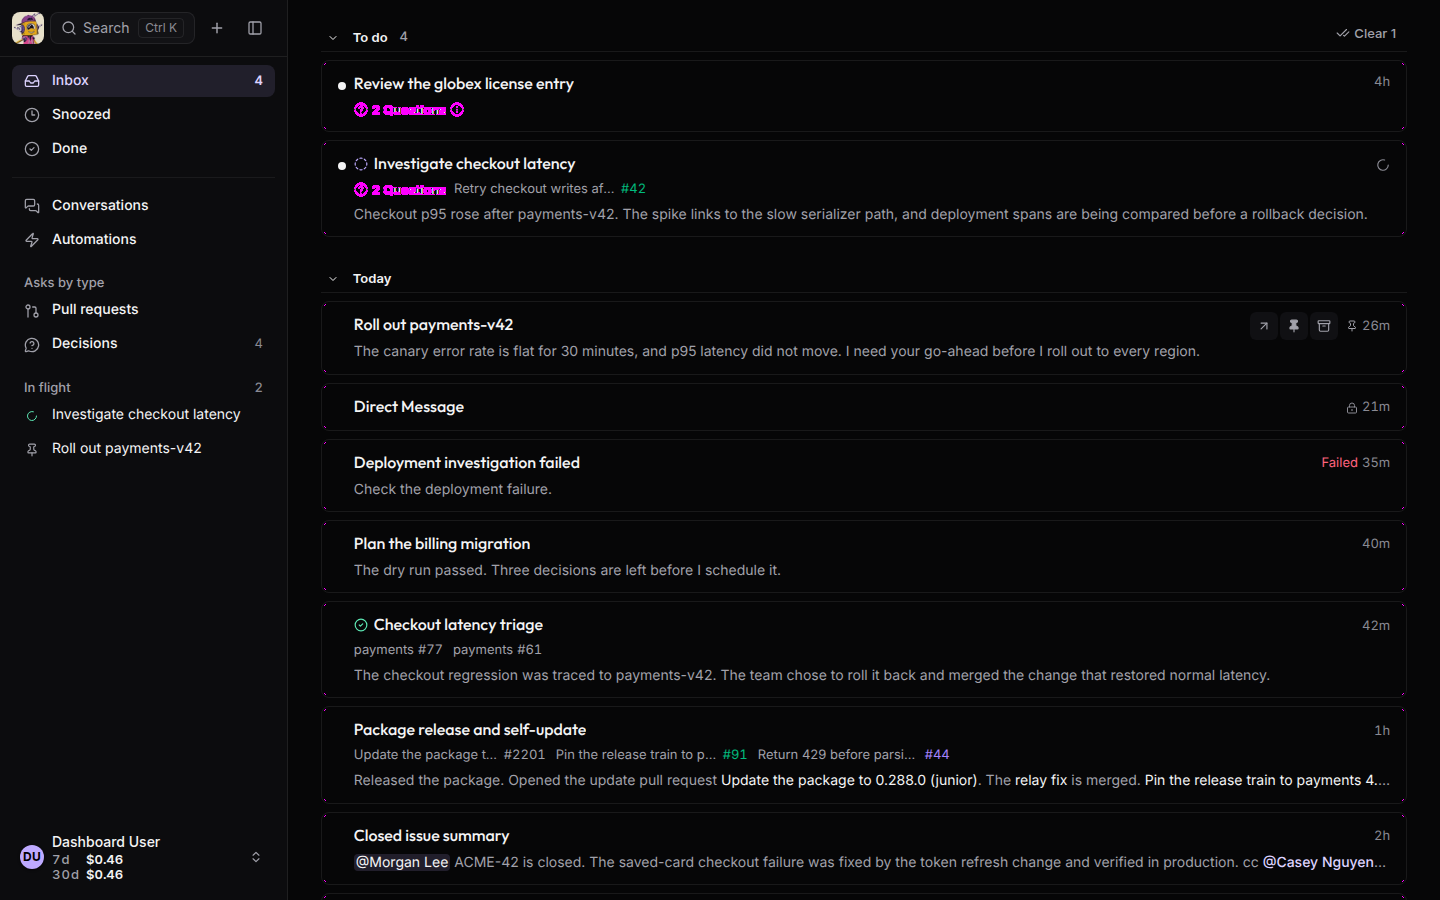 Search Ctrl K
Inbox 4
Snoozed
Done
Conversations
Automations
Asks by type
Pull requests
Decisions 4
In flight 2
Investigate checkout latency
Roll out payments-v42
DU Dashboard User
7d $0.46
30d $0.46
To do 4 Clear 1
Review the globex license entry 4h
2 Questions
Investigate checkout latency
2 Questions Retry checkout writes af... #42
Checkout p95 rose after payments-v42. The spike links to the slow serializer path, and deployment spans are being compared before a rollback decision.
Today
Roll out payments-v42 26m
The canary error rate is flat for 30 minutes, and p95 latency did not move. I need your go-ahead before I roll out to every region.
Direct Message 21m
Deployment investigation failed Failed 35m
Check the deployment failure.
Plan the billing migration 40m
The dry run passed. Three decisions are left before I schedule it.
Checkout latency triage 42m
payments #77 payments #61
The checkout regression was traced to payments-v42. The team chose to roll it back and merged the change that restored normal latency.
Package release and self-update 1h
Update the package t... #2201 Pin the release train to p... #91 Return 429 before parsi... #44
Released the package. Opened the update pull request Update the package to 0.288.0 (junior). The relay fix is merged. Pin the release train to payments 4....
Closed issue summary 2h
@Morgan Lee ACME-42 is closed. The saved-card checkout failure was fixed by the token refresh change and verified in production. cc @Casey Nguyen...